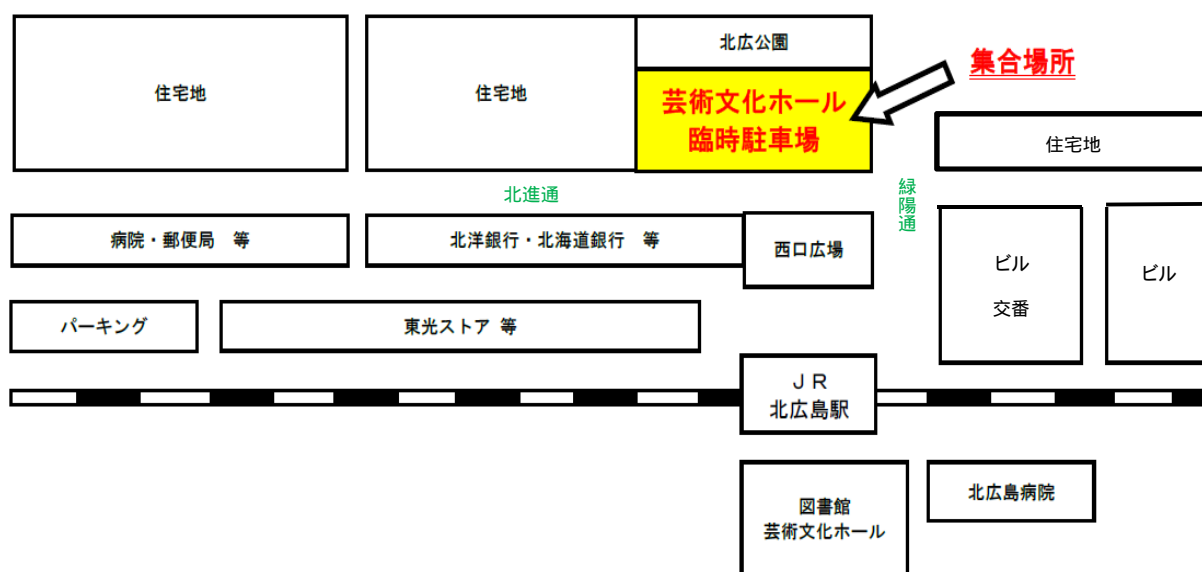 北広公園
集合場所
住宅地
住宅地
芸術文化ホール
臨時駐車場
住宅地
北進通
緑陽通
病院・郵便局　等
北洋銀行・北海道銀行　等
西口広場
ビル
交番
ビル
パーキング
東光ストア 等
ＪＲ
北広島駅
図書館
芸術文化ホール
北広島病院